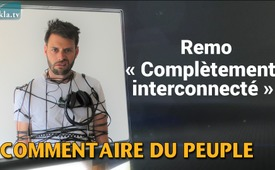 kla.tv
Remo
« Complètement
interconnecté »
COMMENTAIRE DU PEUPLE